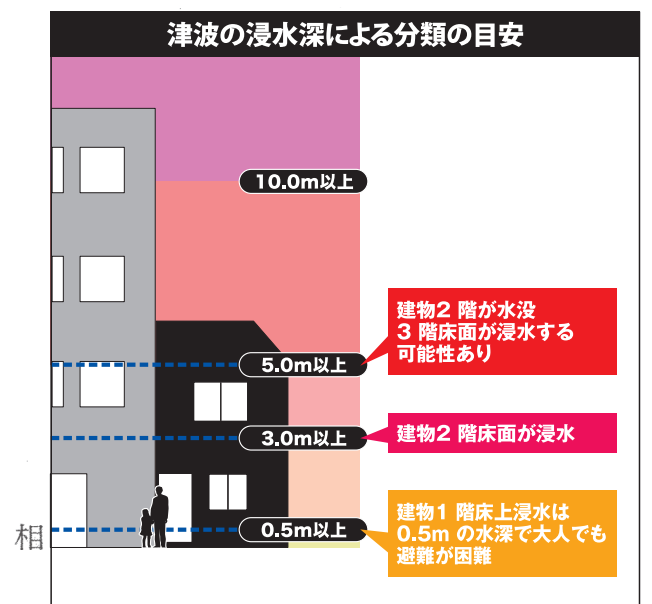 津波の浸水深による分類の目安
10.0m以上
建物2 階が水没
3 階床面が浸水する
可能性あり
5.0m以上
3.0m以上
建物2 階床面が浸水
建物1 階床上浸水は
0.5m の水深で大人でも
避難が困難
0.5m以上
相